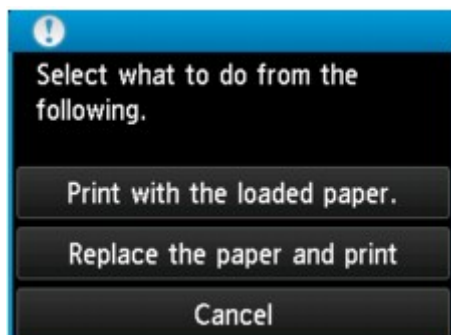 Select what to do from the
following.
Print with the loaded paper.
Replace the paper and print
Cancel